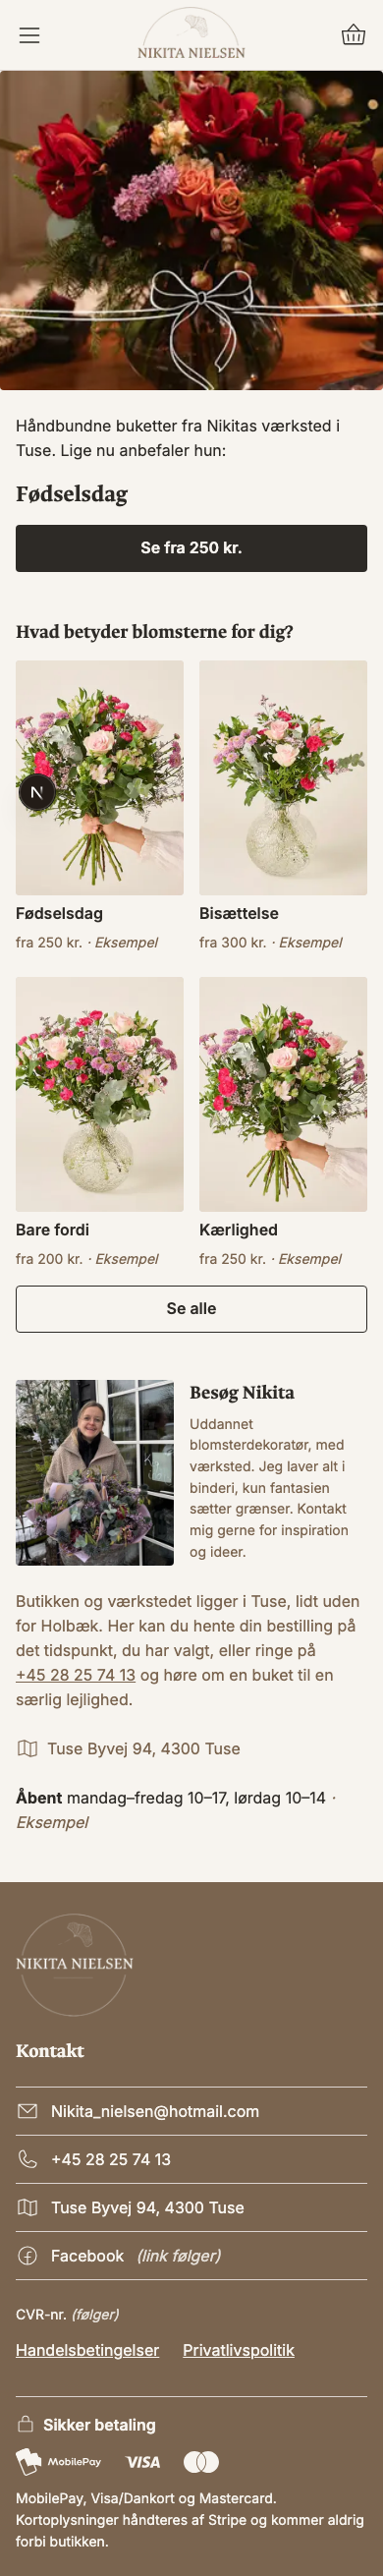 NIKITA NIELSEN
Håndbundne buketter fra Nikitas værksted i
Tuse. Lige nu anbefaler hun:
Fødselsdag
Se fra 250 kr.
Hvad betyder blomsterne for dig?
N
Fødselsdag
fra 250 kr. · Eksempel
Bisættelse
fra 300 kr. · Eksempel
Bare fordi
fra 200 kr. · Eksempel
Kærlighed
fra 250 kr. · Eksempel
Se alle
Besøg Nikita
Uddannet
blomsterdekoratør, med
værksted. Jeg laver alt i
binderi, kun fantasien
sætter grænser. Kontakt
mig gerne for inspiration
og ideer.
Butikken og værkstedet ligger i Tuse, lidt uden
for Holbæk. Her kan du hente din bestilling på
det tidspunkt, du har valgt, eller ringe på
+45 28 25 74 13 og høre om en buket til en
særlig lejlighed.
Tuse Byvej 94, 4300 Tuse
Åbent mandag–fredag 10–17, lørdag 10–14 ·
Eksempel
NIKITA NIELSEN
Kontakt
Nikita_nielsen@hotmail.com
+45 28 25 74 13
Tuse Byvej 94, 4300 Tuse
Facebook (link følger)
CVR-nr. (følger)
Handelsbetingelser Privatlivspolitik
Sikker betaling
MobilePay VISA
MobilePay, Visa/Dankort og Mastercard.
Kortoplysninger håndteres af Stripe og kommer aldrig
forbi butikken.